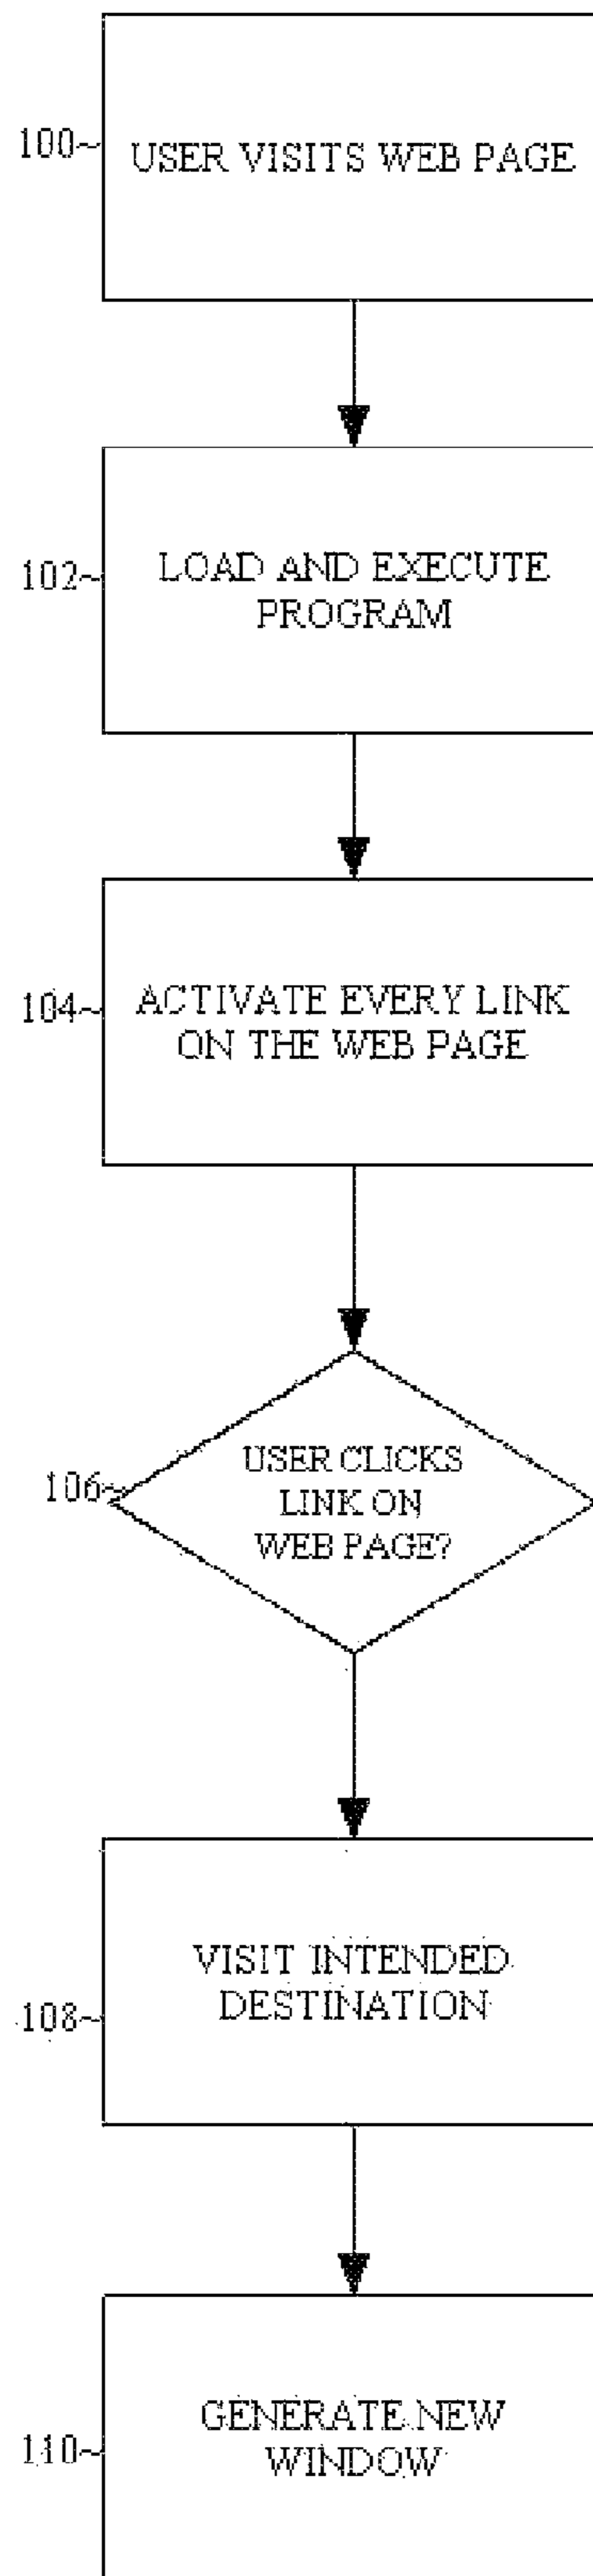 100~
USER VISITS WEB PAGE
102~
LOAD AND EXECUTE
PROGRAM
104~
ACTIVATE EVERY LINK
ON THE WEB PAGE
106~
USER CLICKS
LINK ON
WEB PAGE?
108~
VISIT INTENDED
DESTINATION
110~
GENERATE NEW
WINDOW